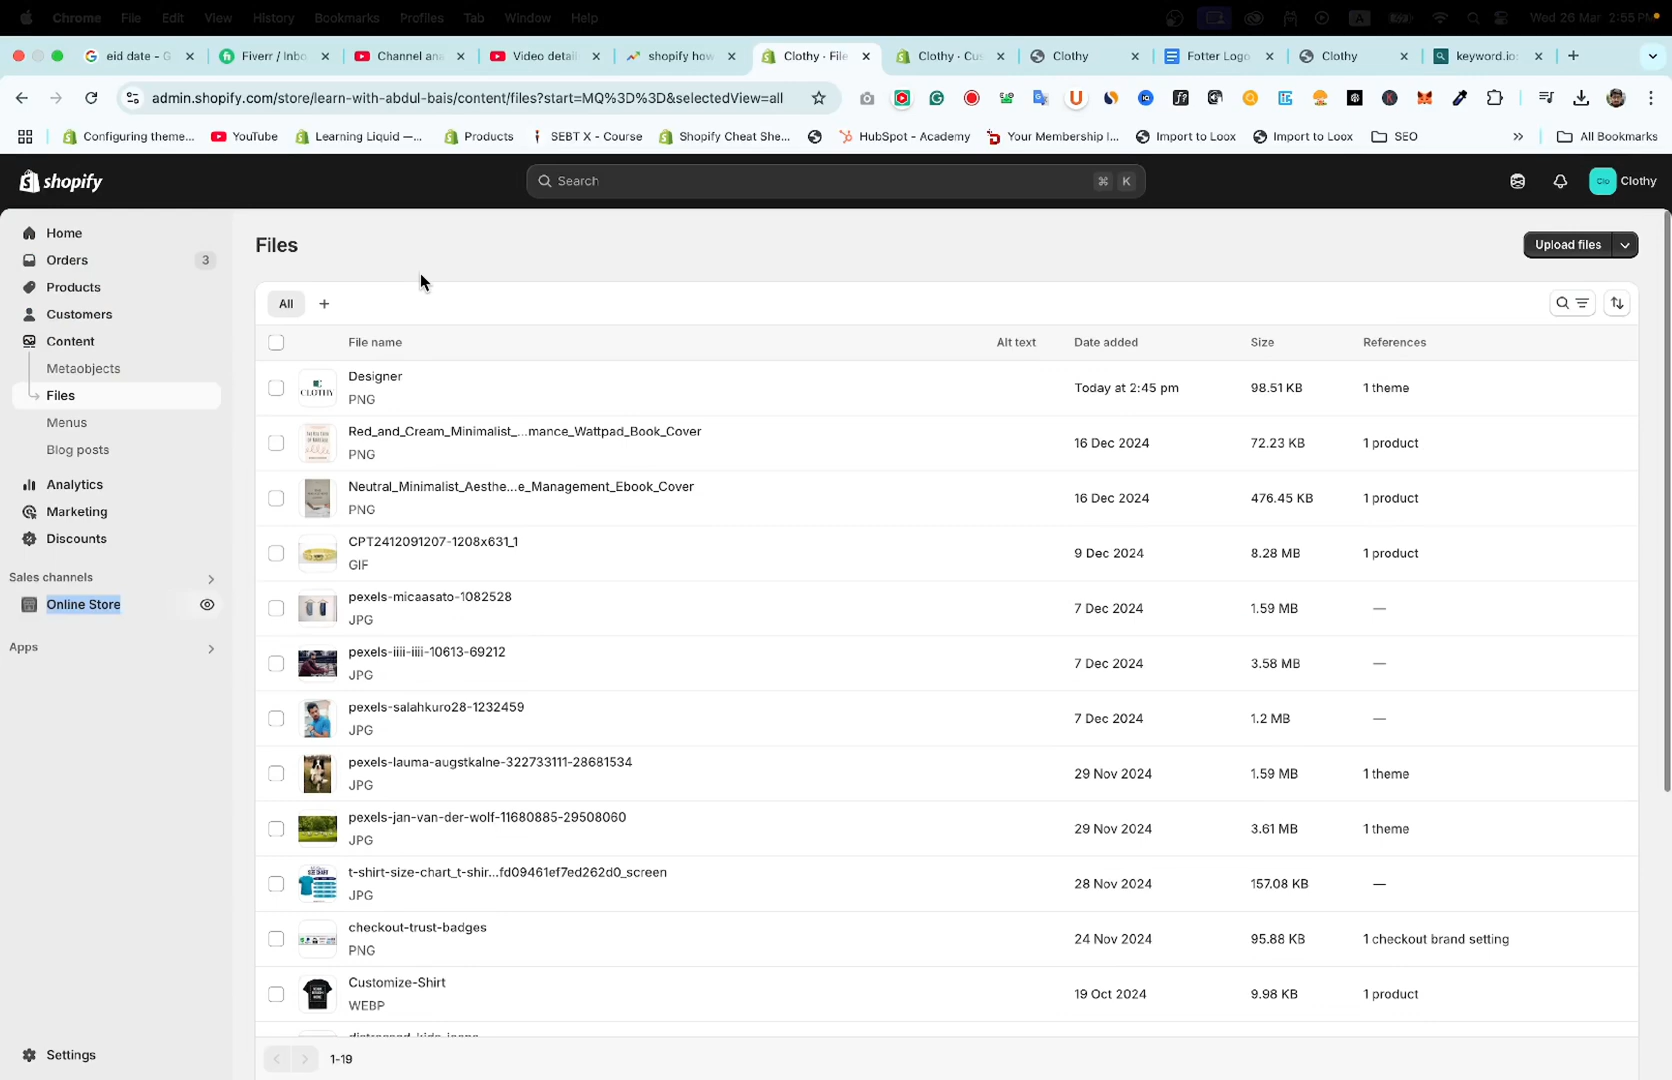 Chrome File Edit View History Bookmarks Profiles Tab Window Help A Wed 26 Mar 2:55
eid date - G Fiverr / Inbo Channel ana Video detail shopify how Clothy · File Clothy · Cus Clothy Fotter Logo Clothy keyword.io:
admin.shopify.com/store/learn-with-abdul-bais/content/files?start=MQ%3D%3D&selectedView=all
Configuring theme... YouTube Learning Liquid —... Products SEBT X - Course Shopify Cheat She... HubSpot - Academy Your Membership I... Import to Loox Import to Loox SEO » All Bookmarks
shopify Search ⌘ K Clo Clothy
Home
Orders 3
Products
Customers
Content
Metaobjects
Files
Menus
Blog posts
Analytics
Marketing
Discounts
Sales channels
Online Store
Apps
Settings
Files Upload files
All +
File name Alt text Date added Size References
CLOTHY Designer
PNG Today at 2:45 pm 98.51 KB 1 theme
Red_and_Cream_Minimalist_...mance_Wattpad_Book_Cover
PNG 16 Dec 2024 72.23 KB 1 product
Neutral_Minimalist_Aesthe...e_Management_Ebook_Cover
PNG 16 Dec 2024 476.45 KB 1 product
CPT2412091207-1208x631_1
GIF 9 Dec 2024 8.28 MB 1 product
pexels-micaasato-1082528
JPG 7 Dec 2024 1.59 MB —
pexels-iiii-iiii-10613-69212
JPG 7 Dec 2024 3.58 MB —
pexels-salahkuro28-1232459
JPG 7 Dec 2024 1.2 MB —
pexels-lauma-augstkalne-322733111-28681534
JPG 29 Nov 2024 1.59 MB 1 theme
pexels-jan-van-der-wolf-11680885-29508060
JPG 29 Nov 2024 3.61 MB 1 theme
t-shirt-size-chart_t-shir...fd09461ef7ed262d0_screen
JPG 28 Nov 2024 157.08 KB —
checkout-trust-badges
PNG 24 Nov 2024 95.88 KB 1 checkout brand setting
Customize-Shirt
WEBP 19 Oct 2024 9.98 KB 1 product
1-19